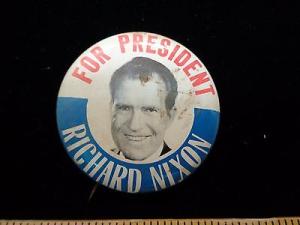 FOR PRESIDENT
RICHARD NIXON